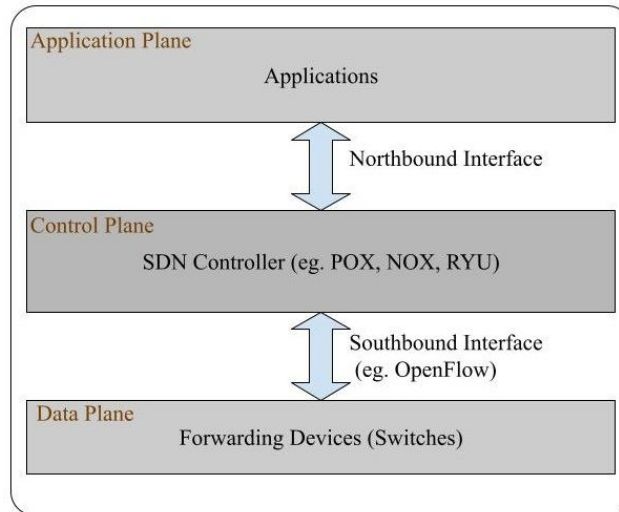 Application Plane
Applications
Northbound Interface
Control Plane
SDN Controller (eg. POX, NOX, RYU)
Southbound Interface
(eg. OpenFlow)
Data Plane
Forwarding Devices (Switches)